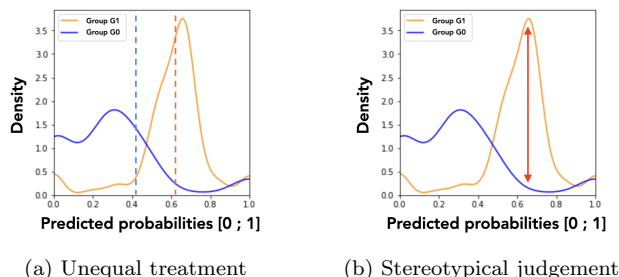 Group G1
Group G0
Density
3.5
3.0
2.5
2.0
1.5
1.0
0.5
0.0
0.0 0.2 0.4 0.6 0.8 1.0
Predicted probabilities [0 ; 1]
(a) Unequal treatment
Group G1
Group G0
Density
3.5
3.0
2.5
2.0
1.5
1.0
0.5
0.0
0.0 0.2 0.4 0.6 0.8 1.0
Predicted probabilities [0 ; 1]
(b) Stereotypical judgement